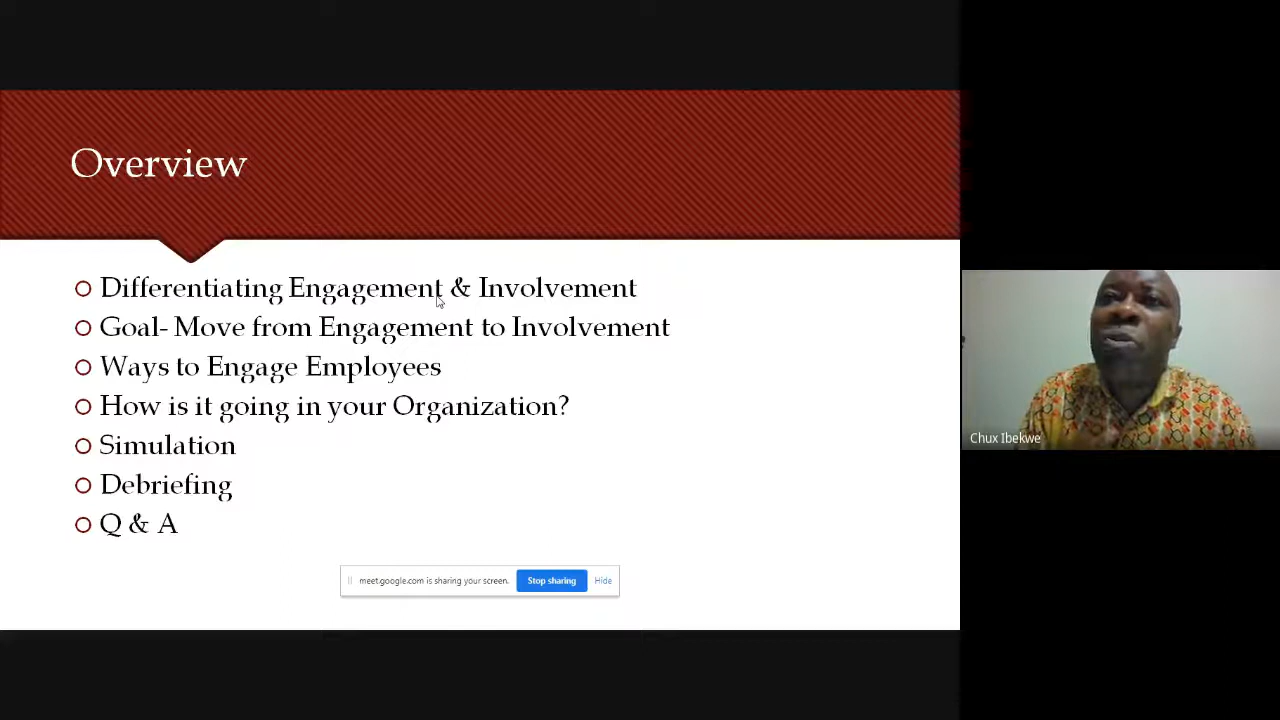 Overview
Differentiating Engagement & Involvement
Goal- Move from Engagement to Involvement
Ways to Engage Employees
How is it going in your Organization?
Simulation
Debriefing
Q & A
meet.google.com is sharing your screen. Stop sharing Hide
Chux Ibekwe